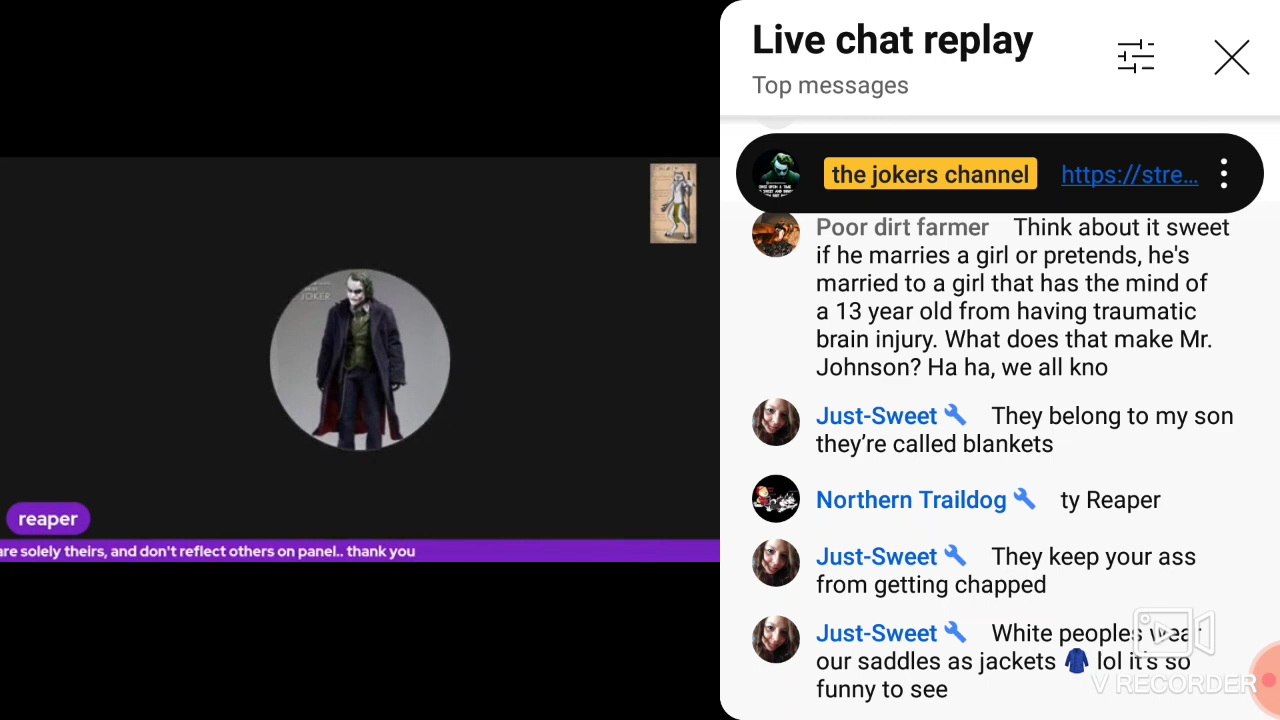 Live chat replay
Top messages
the jokers channel https://stre...
Poor dirt farmer Think about it sweet
if he marries a girl or pretends, he's
married to a girl that has the mind of
a 13 year old from having traumatic
brain injury. What does that make Mr.
Johnson? Ha ha, we all kno
Just-Sweet They belong to my son
they’re called blankets
Northern Traildog ty Reaper
Just-Sweet They keep your ass
from getting chapped
Just-Sweet White peoples wear
our saddles as jackets 🧥 lol it's so
funny to see
JOKER
reaper
are solely theirs, and don't reflect others on panel.. thank you
V RECORDER